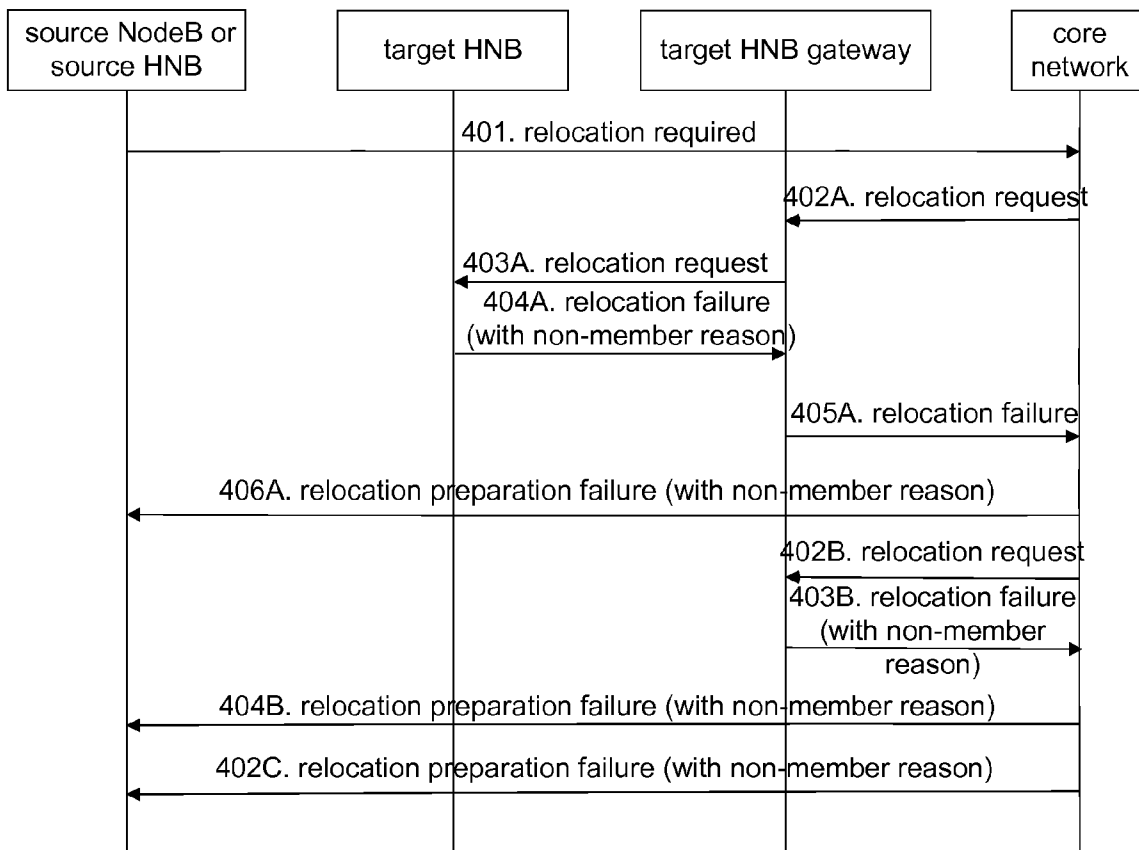 source NodeB or
source HNB
target HNB
target HNB gateway
core
network
401. relocation required
402A. relocation request
403A. relocation request
404A. relocation failure
(with non-member reason)
405A. relocation failure
406A. relocation preparation failure (with non-member reason)
402B. relocation request
403B. relocation failure
(with non-member
reason)
404B. relocation preparation failure (with non-member reason)
402C. relocation preparation failure (with non-member reason)